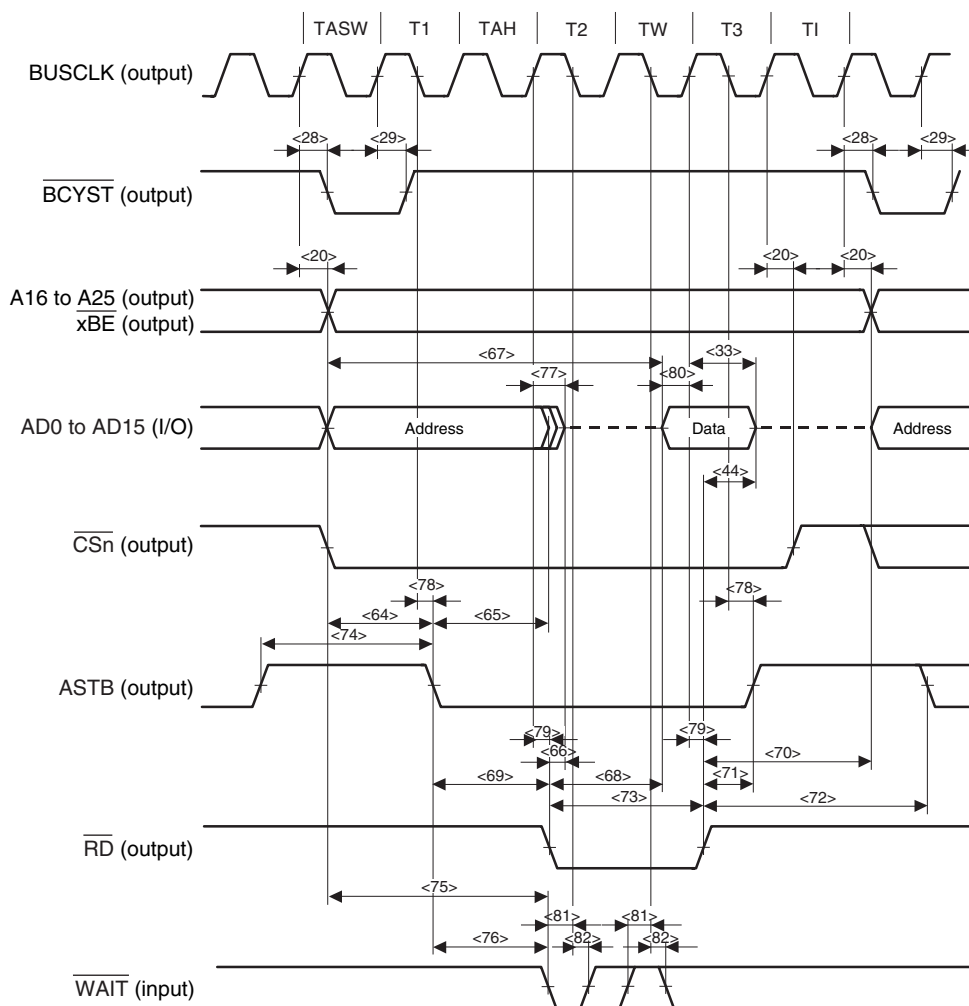 TASW T1 TAH T2 TW T3 TI
BUSCLK (output)
<28> <29> <28> <29>
BCYST (output)
<20> <20> <20>
A16 to A25 (output)
xBE (output)
<67> <33>
<77> <80>
AD0 to AD15 (I/O) Address Data Address
<44>
CSn (output)
<78> <78>
<64> <65>
<74>
ASTB (output)
<79> <79>
<66> <70>
<69> <68> <71>
<73> <72>
RD (output)
<75>
<81> <81>
<76> <82> <82>
WAIT (input)